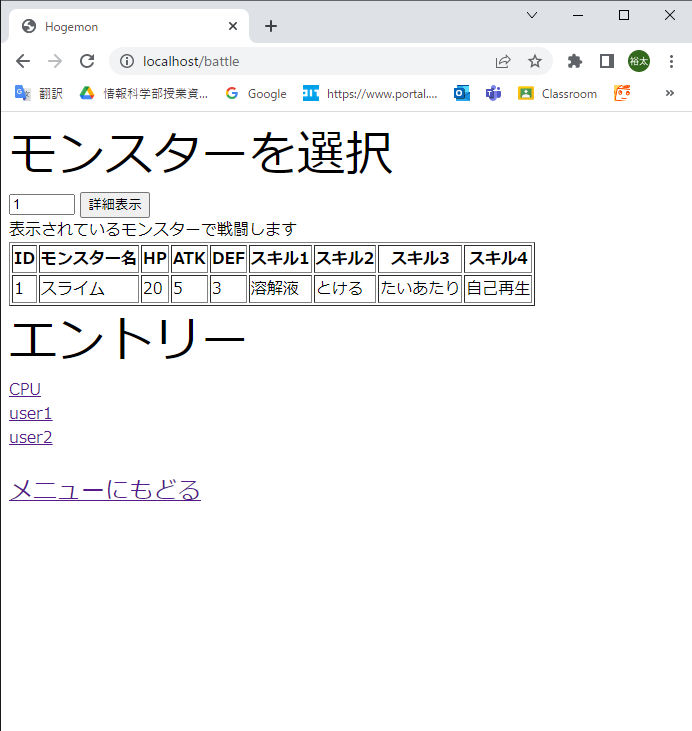 Hogemon
localhost/battle
裕太
翻訳 情報科学部授業資... Google https://www.portal.... Classroom
モンスターを選択
1 詳細表示
表示されているモンスターで戦闘します
ID モンスター名 HP ATK DEF スキル1 スキル2 スキル3 スキル4
1 スライム 20 5 3 溶解液 とける たいあたり 自己再生
エントリー
CPU
user1
user2
メニューにもどる